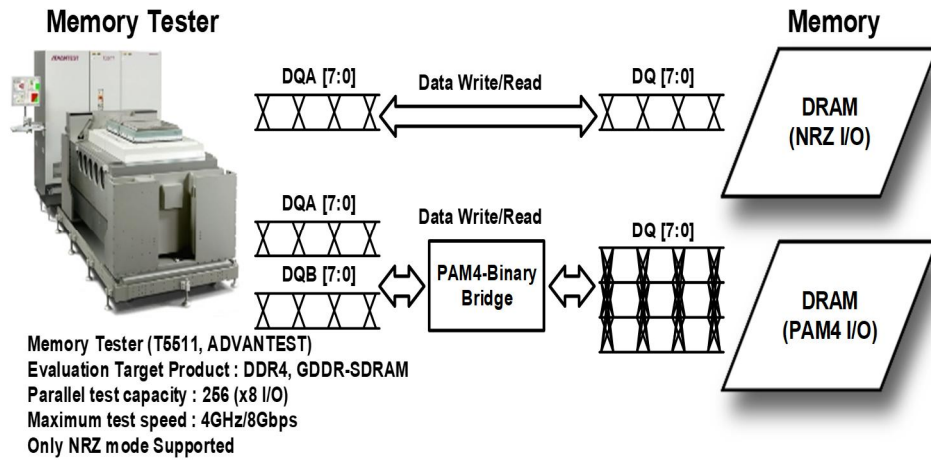 Memory Tester
Memory
ADVANTEST
DQA [7:0]
Data Write/Read
DQ [7:0]
DRAM
(NRZ I/O)
DQA [7:0]
Data Write/Read
DQ [7:0]
DQB [7:0]
PAM4-Binary
Bridge
DRAM
(PAM4 I/O)
Memory Tester (T5511, ADVANTEST)
Evaluation Target Product : DDR4, GDDR-SDRAM
Parallel test capacity : 256 (x8 I/O)
Maximum test speed : 4GHz/8Gbps
Only NRZ mode Supported